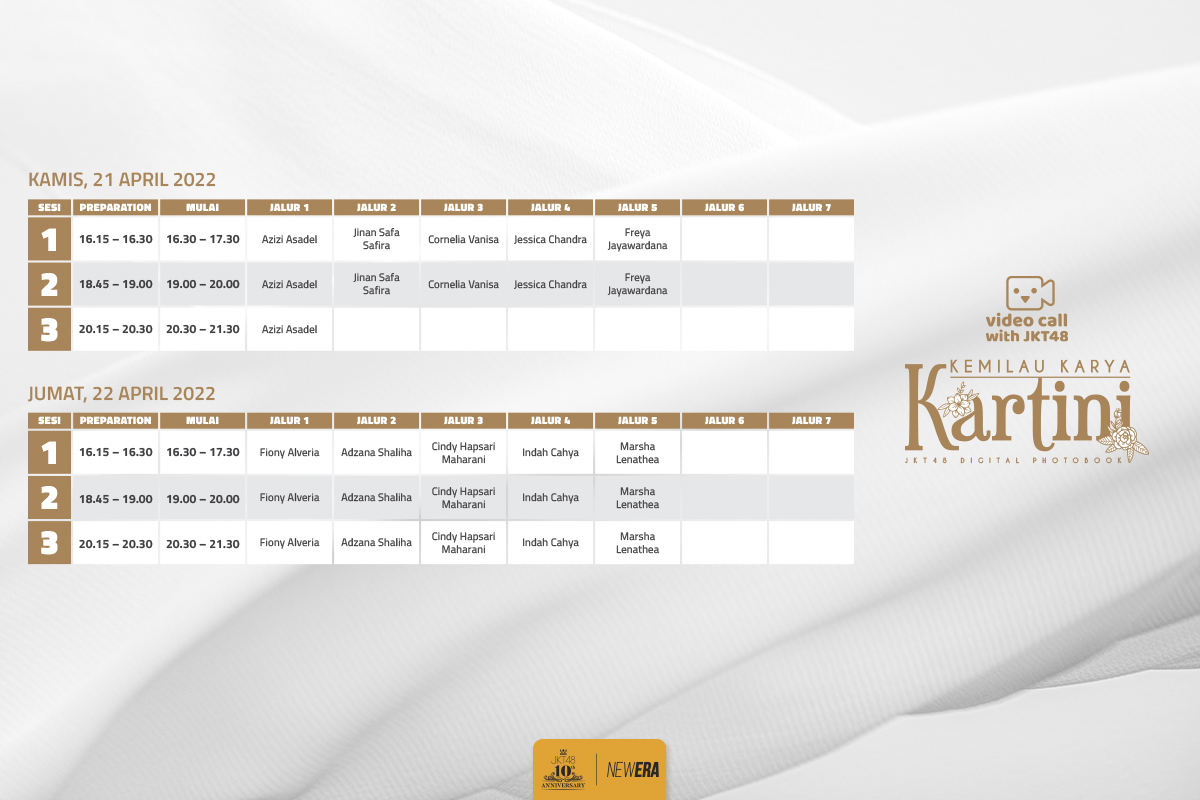 KAMIS, 21 APRIL 2022
SESI PREPARATION MULAI JALUR 1 JALUR 2 JALUR 3 JALUR 4 JALUR 5 JALUR 6 JALUR 7
1 16.15 – 16.30 16.30 – 17.30 Azizi Asadel Jinan Safa Safira Cornelia Vanisa Jessica Chandra Freya Jayawardana
2 18.45 – 19.00 19.00 – 20.00 Azizi Asadel Jinan Safa Safira Cornelia Vanisa Jessica Chandra Freya Jayawardana
3 20.15 – 20.30 20.30 – 21.30 Azizi Asadel
JUMAT, 22 APRIL 2022
SESI PREPARATION MULAI JALUR 1 JALUR 2 JALUR 3 JALUR 4 JALUR 5 JALUR 6 JALUR 7
1 16.15 – 16.30 16.30 – 17.30 Fiony Alveria Adzana Shaliha Cindy Hapsari Maharani Indah Cahya Marsha Lenathea
2 18.45 – 19.00 19.00 – 20.00 Fiony Alveria Adzana Shaliha Cindy Hapsari Maharani Indah Cahya Marsha Lenathea
3 20.15 – 20.30 20.30 – 21.30 Fiony Alveria Adzana Shaliha Cindy Hapsari Maharani Indah Cahya Marsha Lenathea
video call
with JKT48
KEMILAU KARYA
Kartini
JKT48 DIGITAL PHOTOBOOK
JKT48
10th
ANNIVERSARY
NEWERA